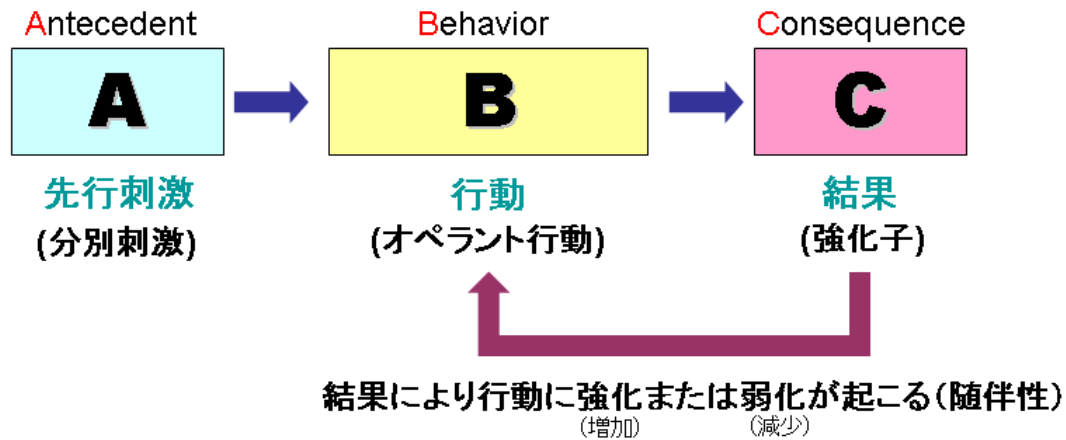 Antecedent Behavior Consequence
A B C
先行刺激 行動 結果
(分別刺激) (オペラント行動) (強化子)
結果により行動に強化または弱化が起こる(随伴性)
(増加) (減少)